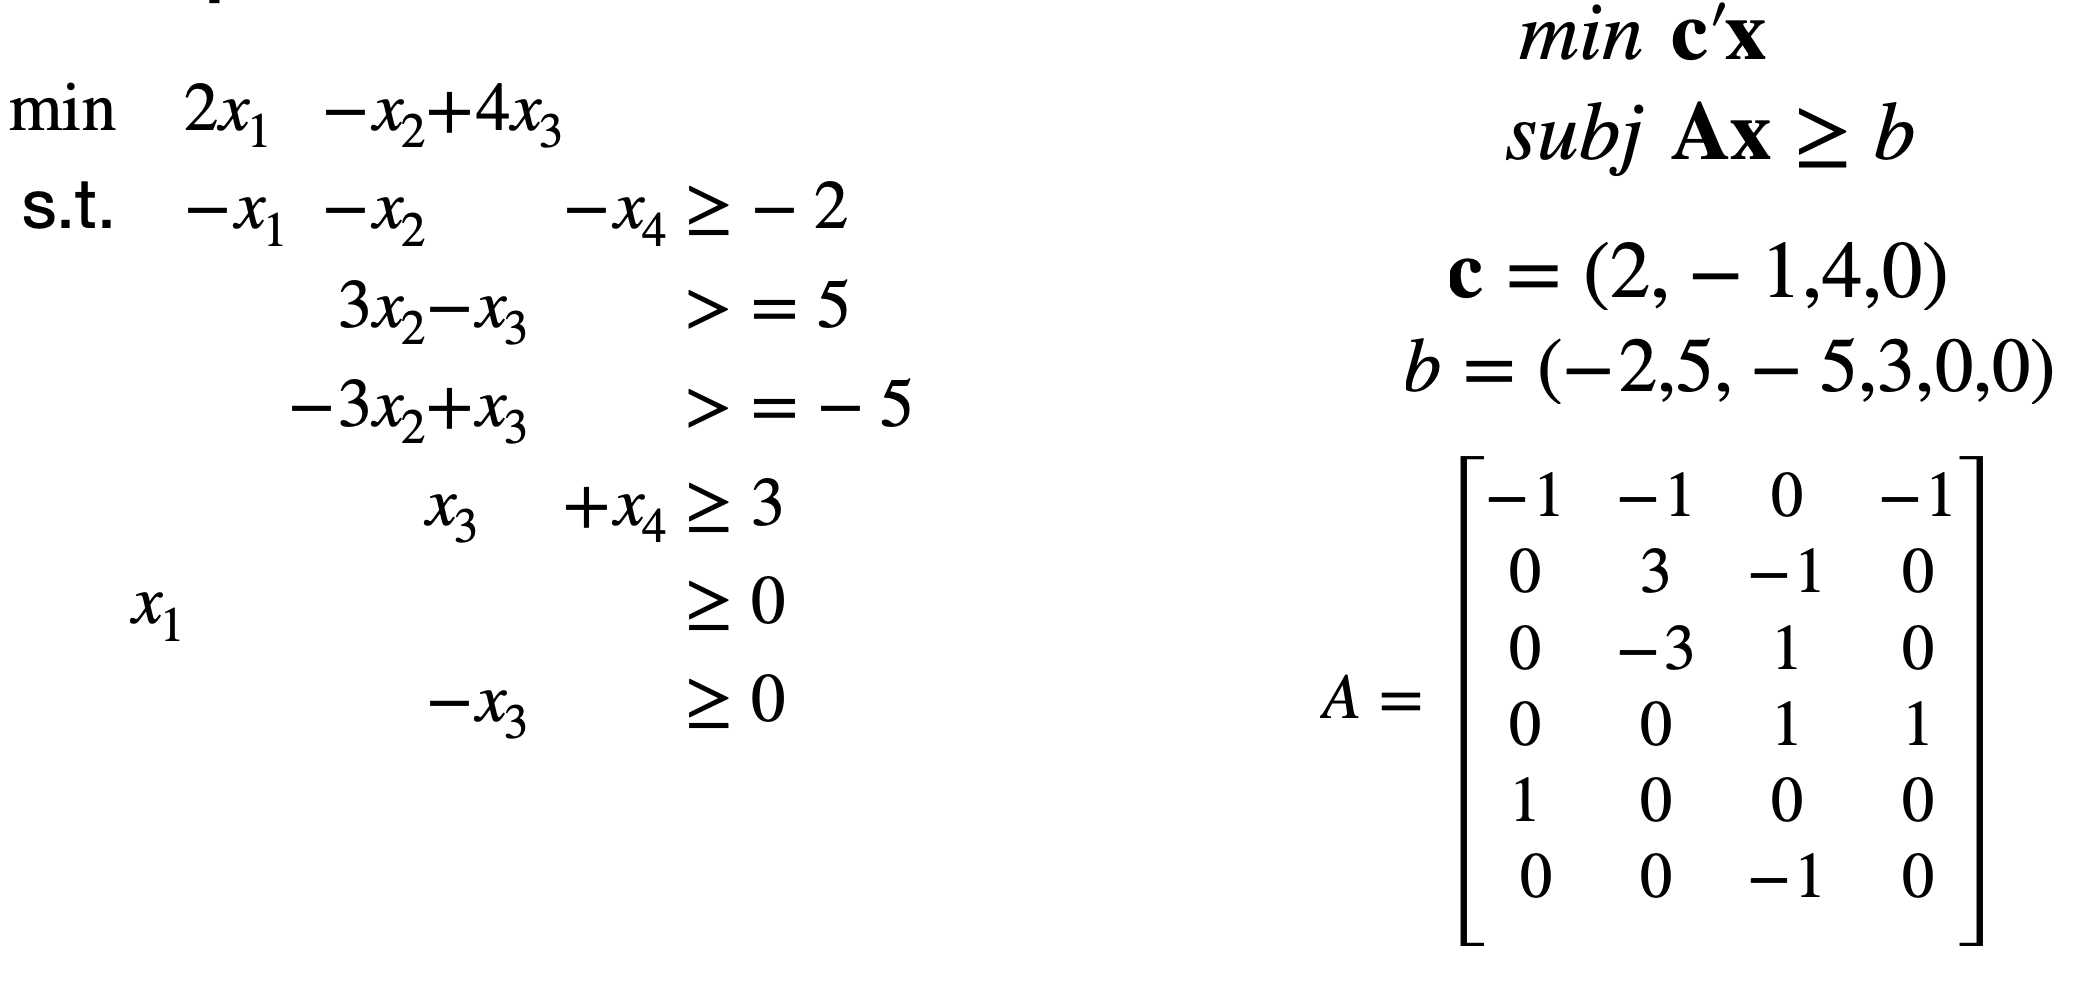 min 2x₁ −x₂+4x₃
s.t. −x₁ −x₂ −x₄ ≥ − 2
3x₂−x₃ > = 5
−3x₂+x₃ > = − 5
x₃ +x₄ ≥ 3
x₁ ≥ 0
−x₃ ≥ 0
min c′x
subj Ax ≥ b
c = (2, − 1,4,0)
b = (−2,5, − 5,3,0,0)
A =
−1 −1 0 −1
0 3 −1 0
0 −3 1 0
0 0 1 1
1 0 0 0
0 0 −1 0